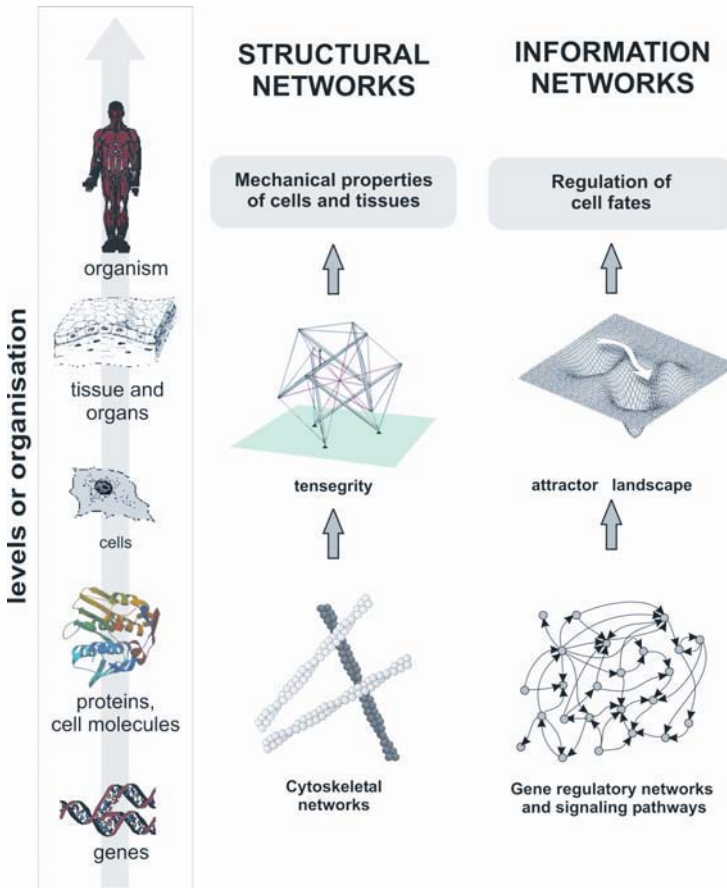 levels or organisation
organism
tissue and
organs
cells
proteins,
cell molecules
genes
STRUCTURAL
NETWORKS
Mechanical properties
of cells and tissues
tensegrity
Cytoskeletal
networks
INFORMATION
NETWORKS
Regulation of
cell fates
attractor landscape
Gene regulatory networks
and signaling pathways